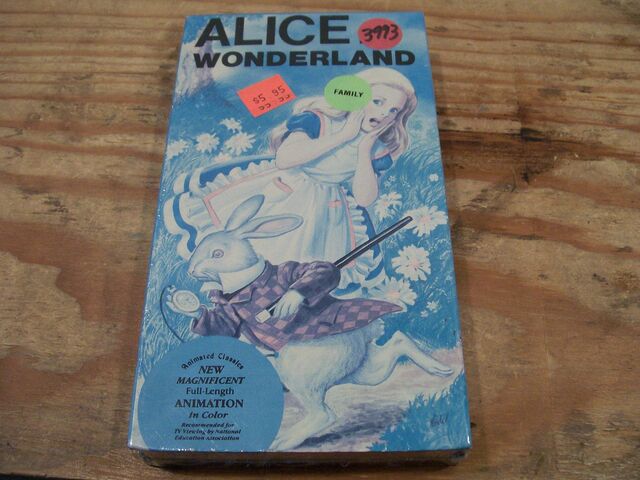 ALICE
3993
WONDERLAND
FAMILY
$5 95
Animated Classics
NEW
MAGNIFICENT
Full-Length
ANIMATION
in Color
Recommended for
TV Viewing by National
Education Association